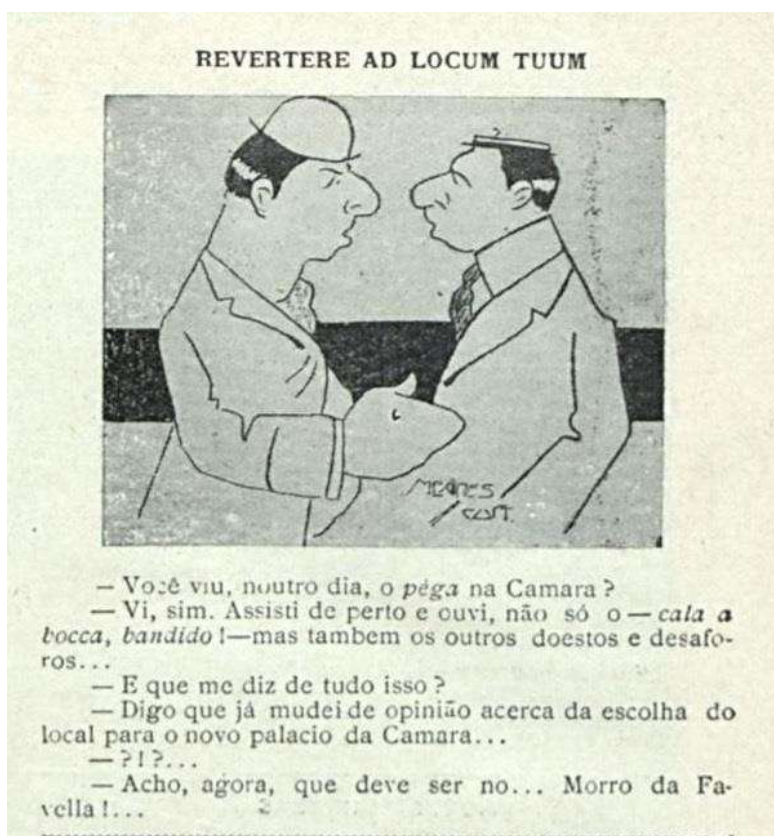 REVERTERE AD LOCUM TUUM
— Você viu, noutro dia, o péga na Camara?
— Vi, sim. Assisti de perto e ouvi, não só o — cala a
bocca, bandido!—mas tambem os outros doestos e desafo-
ros...
— E que me diz de tudo isso?
— Digo que já mudei de opinião acerca da escolha do
local para o novo palacio da Camara...
— ?!?...
— Acho, agora, que deve ser no... Morro da Fa-
vella!...